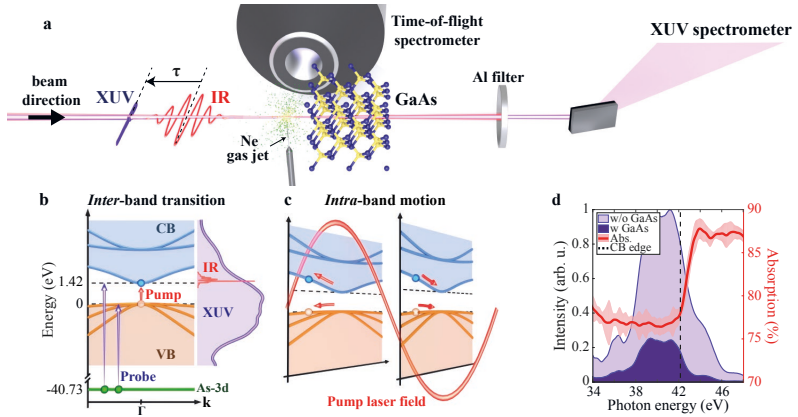 a
Time-of-flight
spectrometer
XUV spectrometer
beam
direction
XUV
τ
IR
GaAs
Al filter
Ne
gas jet
b
Inter-band transition
CB
Energy (eV)
1.42
0
Pump
IR
XUV
Probe
VB
-40.73
As-3d
Γ
k
c
Intra-band motion
Pump laser field
d
w/o GaAs
w GaAs
Abs.
CB edge
Intensity (arb. u.)
1
0.8
0.6
0.4
0.2
0
34
38
42
46
Photon energy (eV)
90
85
80
75
70
Absorption (%)